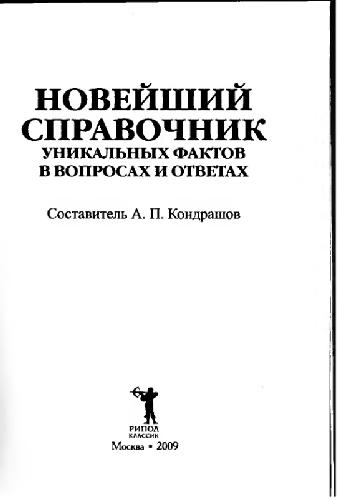 НОВЕЙШИЙ
СПРАВОЧНИК
УНИКАЛЬНЫХ ФАКТОВ
В ВОПРОСАХ И ОТВЕТАХ
Составитель А. П. Кондрашов
РИПОЛ
КЛАССИК
Москва • 2009